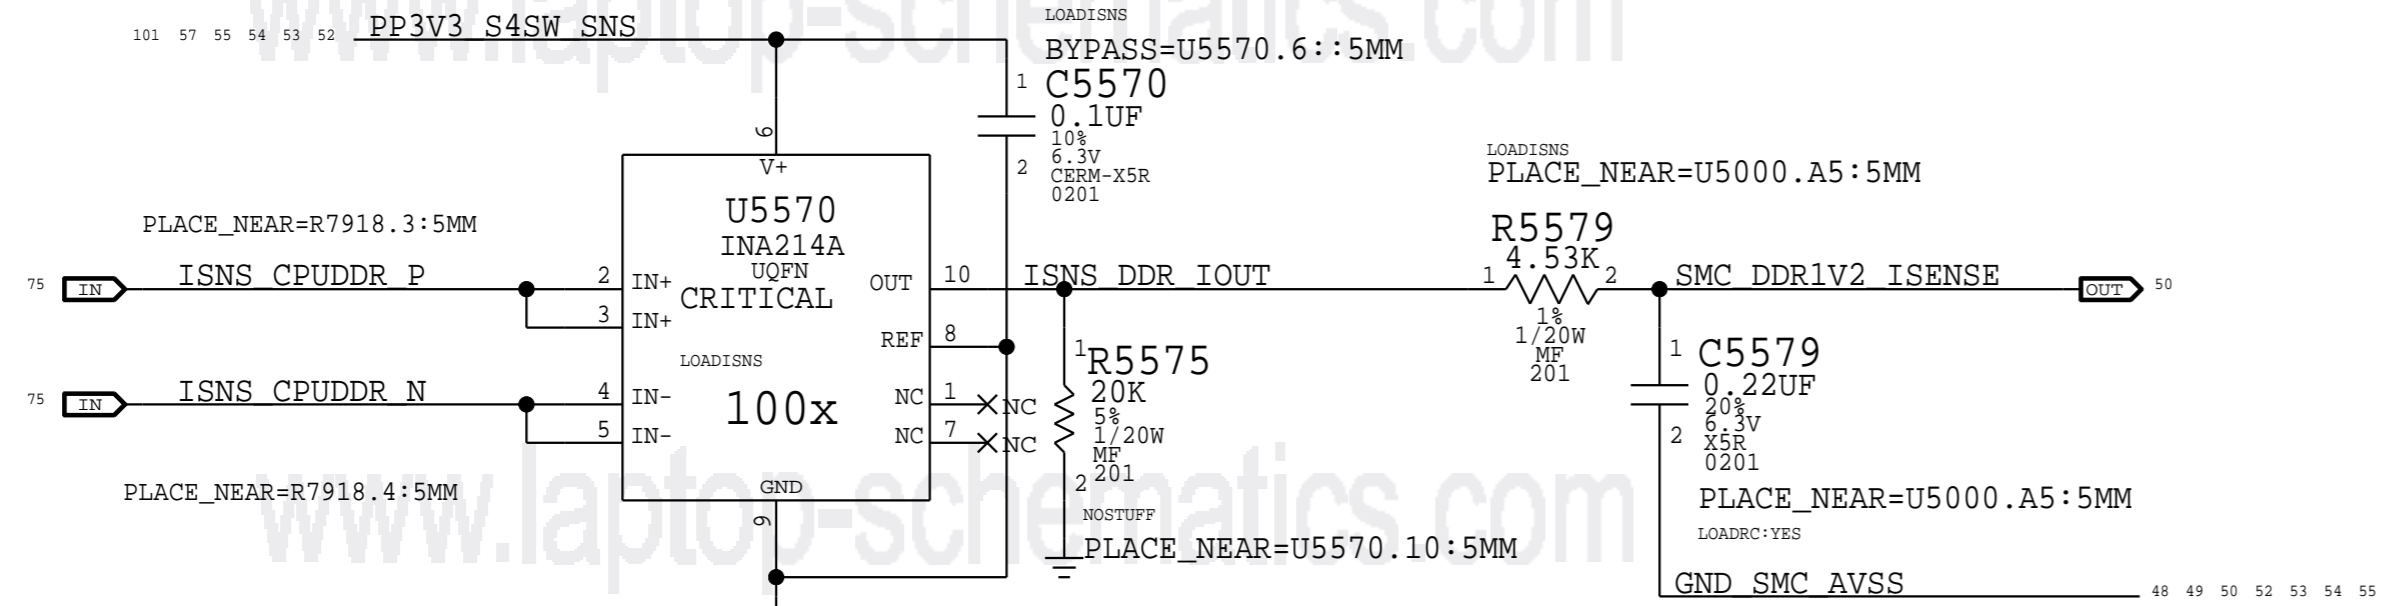 www.laptop-schematics.com
101 57 55 54 53 52 PP3V3_S4SW_SNS
LOADISNS
BYPASS=U5570.6::5MM
1 C5570
0.1UF
10%
6.3V
2 CERM-X5R
0201
6
V+
U5570
INA214A
UQFN
CRITICAL
LOADISNS
100x
PLACE_NEAR=R7918.3:5MM
75 IN ISNS_CPUDDR_P 2 IN+
3 IN+
75 IN ISNS_CPUDDR_N 4 IN-
5 IN-
PLACE_NEAR=R7918.4:5MM
OUT 10 ISNS_DDR_IOUT
REF 8
NC 1 NC
NC 7 NC
GND
9
1 R5575
20K
5%
1/20W
MF
2 201
NOSTUFF
PLACE_NEAR=U5570.10:5MM
LOADISNS
PLACE_NEAR=U5000.A5:5MM
R5579
4.53K
1 2
1%
1/20W
MF
201
SMC_DDR1V2_ISENSE OUT 50
1 C5579
0.22UF
20%
6.3V
2 X5R
0201
PLACE_NEAR=U5000.A5:5MM
LOADRC:YES
GND_SMC_AVSS 48 49 50 52 53 54 55
www.laptop-schematics.com